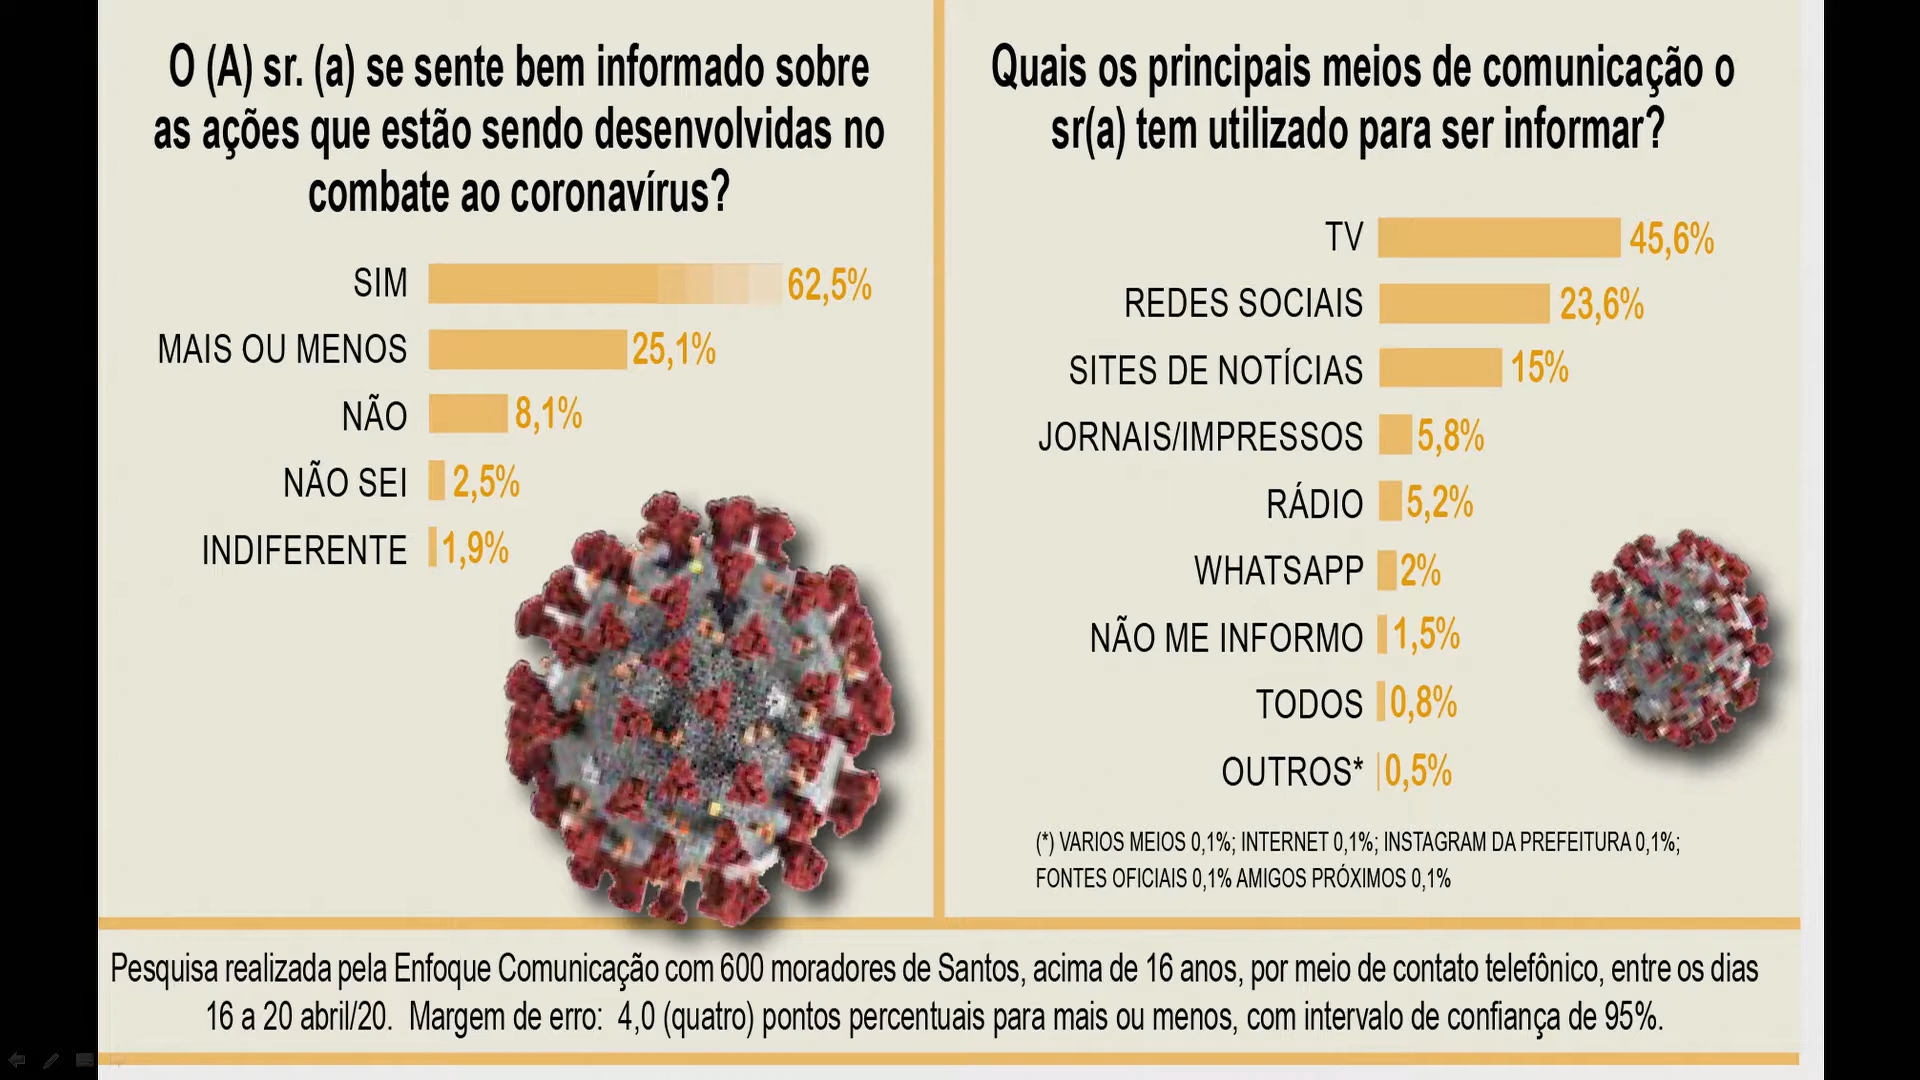 O (A) sr. (a) se sente bem informado sobre
as ações que estão sendo desenvolvidas no
combate ao coronavírus?
SIM 62,5%
MAIS OU MENOS 25,1%
NÃO 8,1%
NÃO SEI 2,5%
INDIFERENTE 1,9%
Quais os principais meios de comunicação o
sr(a) tem utilizado para ser informar?
TV 45,6%
REDES SOCIAIS 23,6%
SITES DE NOTÍCIAS 15%
JORNAIS/IMPRESSOS 5,8%
RÁDIO 5,2%
WHATSAPP 2%
NÃO ME INFORMO 1,5%
TODOS 0,8%
OUTROS* 0,5%
(*) VARIOS MEIOS 0,1%; INTERNET 0,1%; INSTAGRAM DA PREFEITURA 0,1%;
FONTES OFICIAIS 0,1% AMIGOS PRÓXIMOS 0,1%
Pesquisa realizada pela Enfoque Comunicação com 600 moradores de Santos, acima de 16 anos, por meio de contato telefônico, entre os dias
16 a 20 abril/20. Margem de erro: 4,0 (quatro) pontos percentuais para mais ou menos, com intervalo de confiança de 95%.